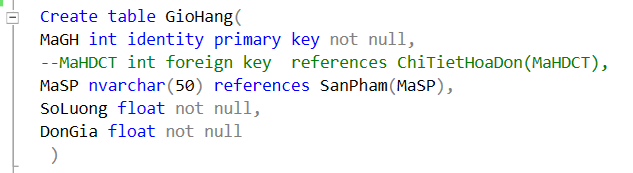 Create table GioHang(
MaGH int identity primary key not null,
--MaHDCT int foreign key  references ChiTietHoaDon(MaHDCT),
MaSP nvarchar(50) references SanPham(MaSP),
SoLuong float not null,
DonGia float not null
)